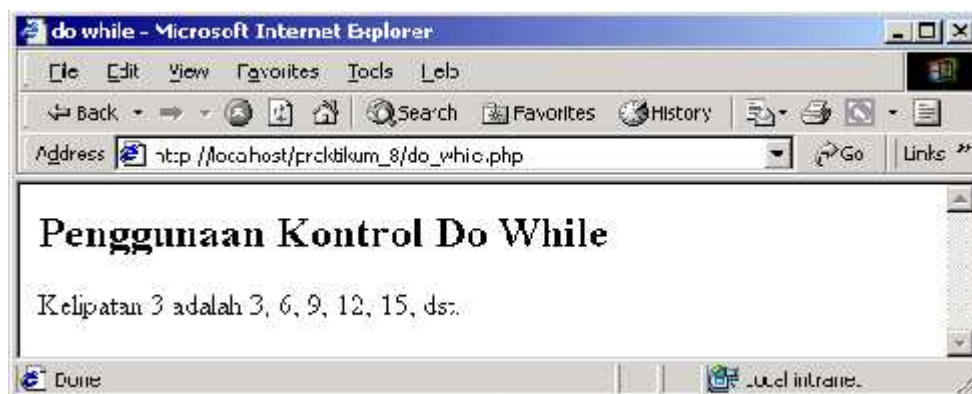 do while - Microsoft Internet Explorer
File Edit View Favorites Tools Help
Back Search Favorites History
Address http://localhost/praktikum_8/do_while.php Go Links »
Penggunaan Kontrol Do While
Kelipatan 3 adalah 3, 6, 9, 12, 15, dst.
Done Local intranet